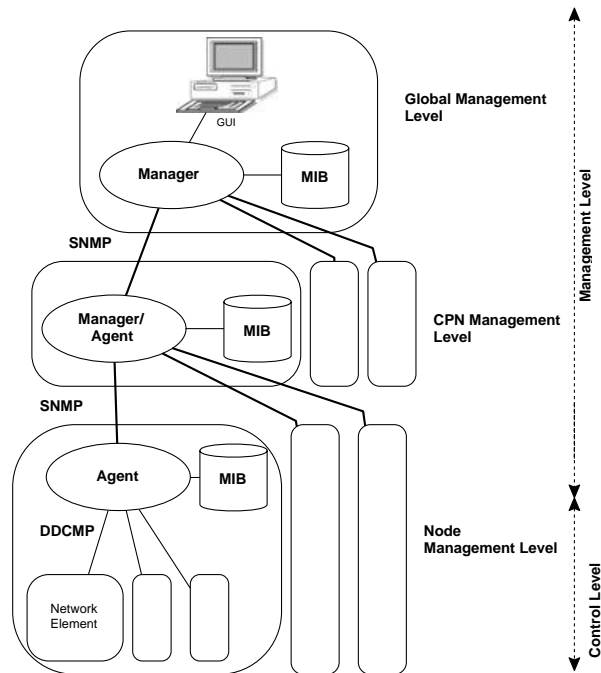 GUI
Global Management
Level
Manager
MIB
SNMP
Management Level
Manager/
Agent
MIB
CPN Management
Level
SNMP
Agent
MIB
DDCMP
Node
Management Level
Network
Element
Control Level